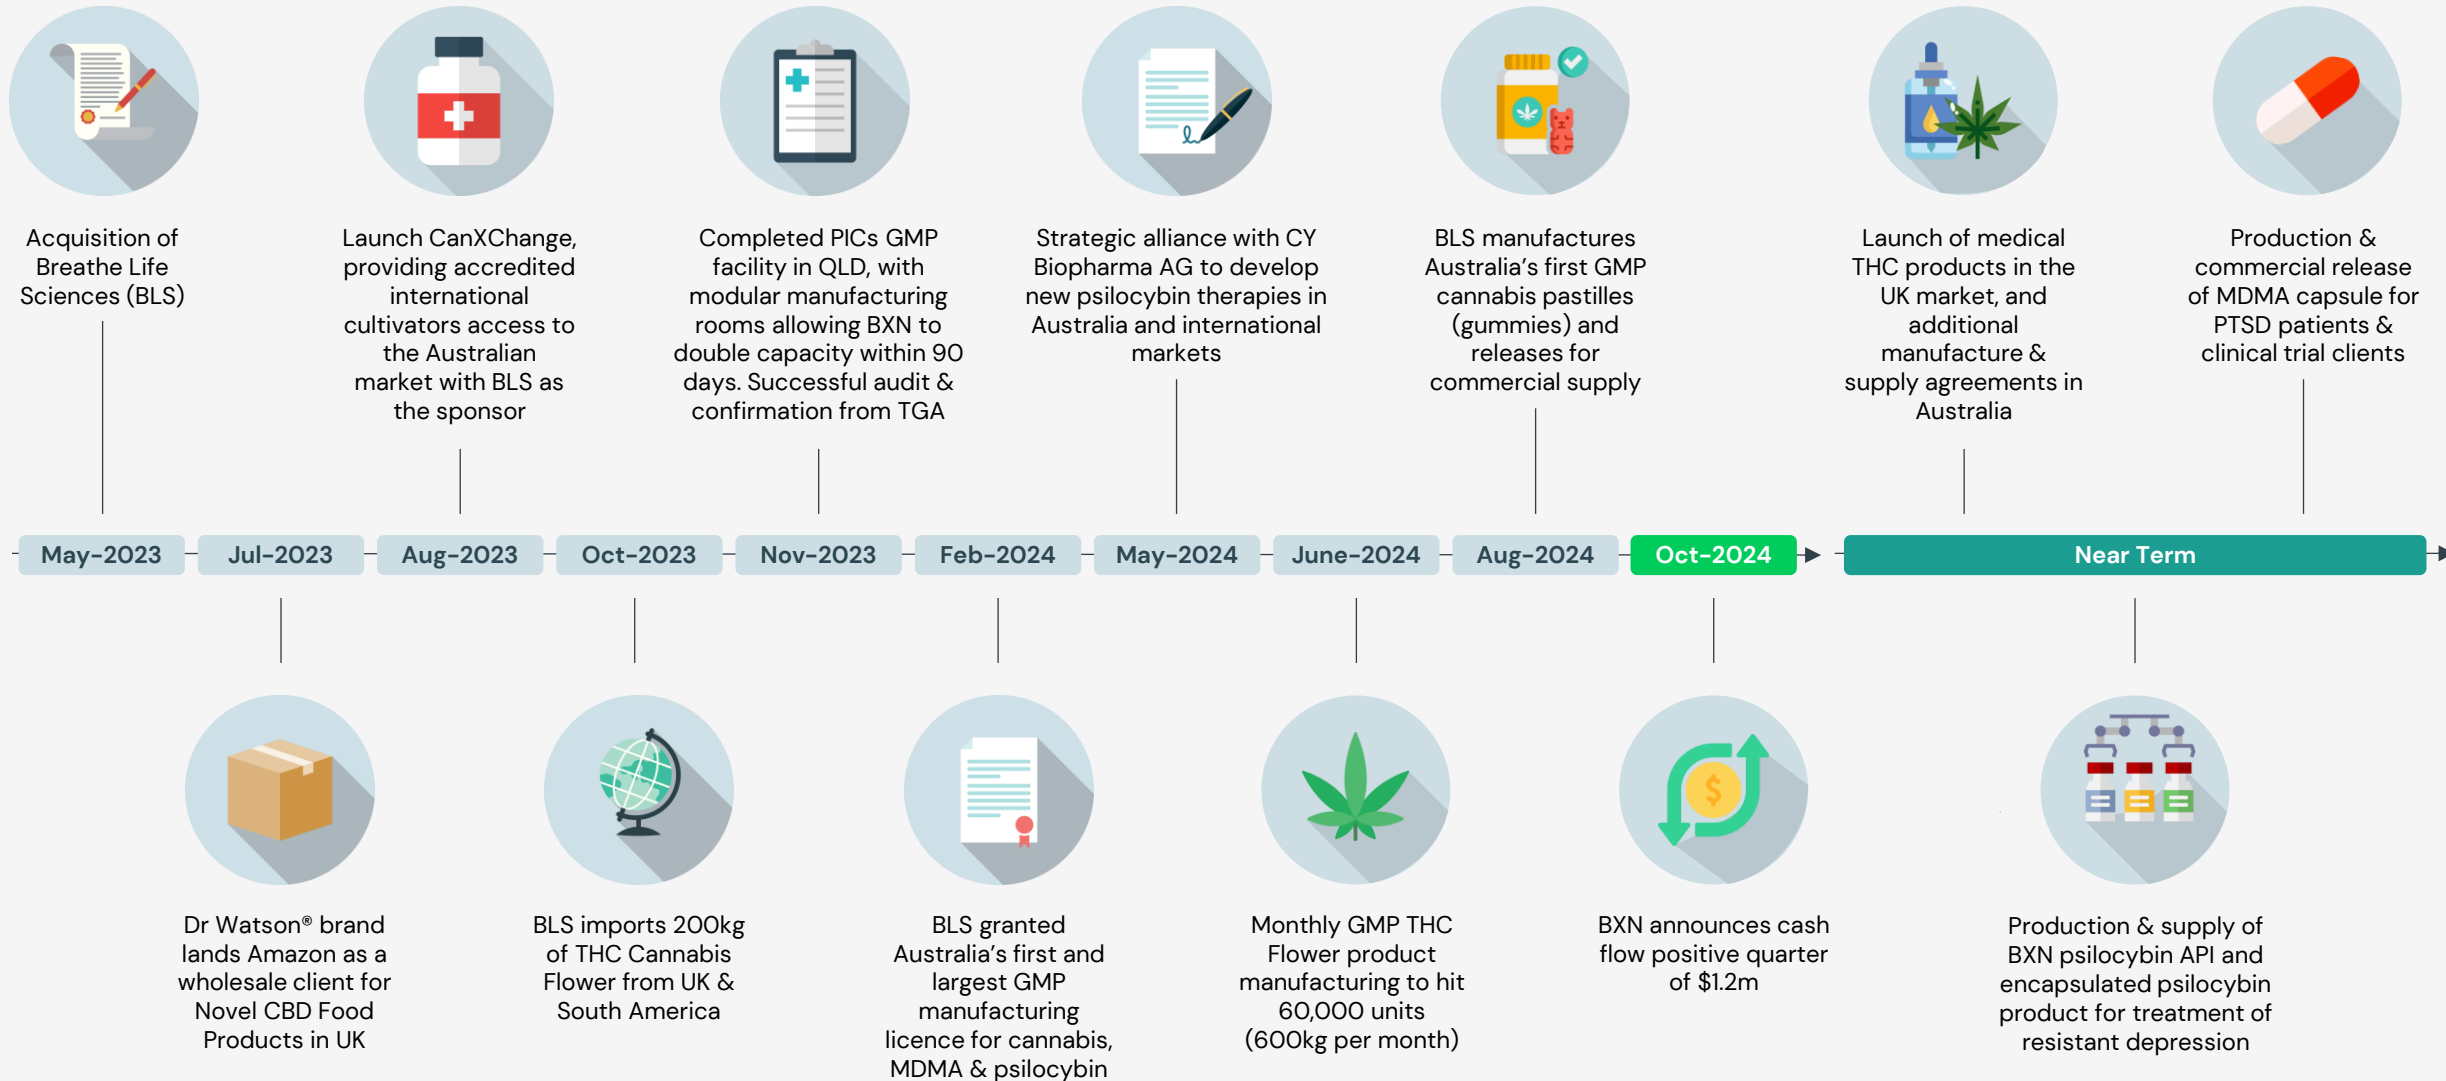 Acquisition of
Breathe Life
Sciences (BLS)
Launch CanXChange,
providing accredited
international
cultivators access to
the Australian
market with BLS as
the sponsor
Completed PICs GMP
facility in QLD, with
modular manufacturing
rooms allowing BXN to
double capacity within 90
days. Successful audit &
confirmation from TGA
Strategic alliance with CY
Biopharma AG to develop
new psilocybin therapies in
Australia and international
markets
BLS manufactures
Australia’s first GMP
cannabis pastilles
(gummies) and
releases for
commercial supply
Launch of medical
THC products in the
UK market, and
additional
manufacture &
supply agreements in
Australia
Production &
commercial release
of MDMA capsule for
PTSD patients &
clinical trial clients
May-2023
Jul-2023
Aug-2023
Oct-2023
Nov-2023
Feb-2024
May-2024
June-2024
Aug-2024
Oct-2024
Near Term
Dr Watson® brand
lands Amazon as a
wholesale client for
Novel CBD Food
Products in UK
BLS imports 200kg
of THC Cannabis
Flower from UK &
South America
BLS granted
Australia’s first and
largest GMP
manufacturing
licence for cannabis,
MDMA & psilocybin
Monthly GMP THC
Flower product
manufacturing to hit
60,000 units
(600kg per month)
$
BXN announces cash
flow positive quarter
of $1.2m
Production & supply of
BXN psilocybin API and
encapsulated psilocybin
product for treatment of
resistant depression